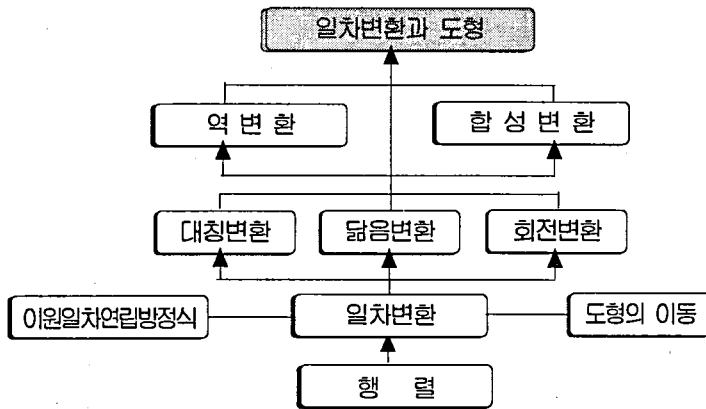 일차변환과 도형
역 변 환
합 성 변 환
대칭변환
닮음변환
회전변환
이원일차연립방정식
일차변환
도형의 이동
행 렬